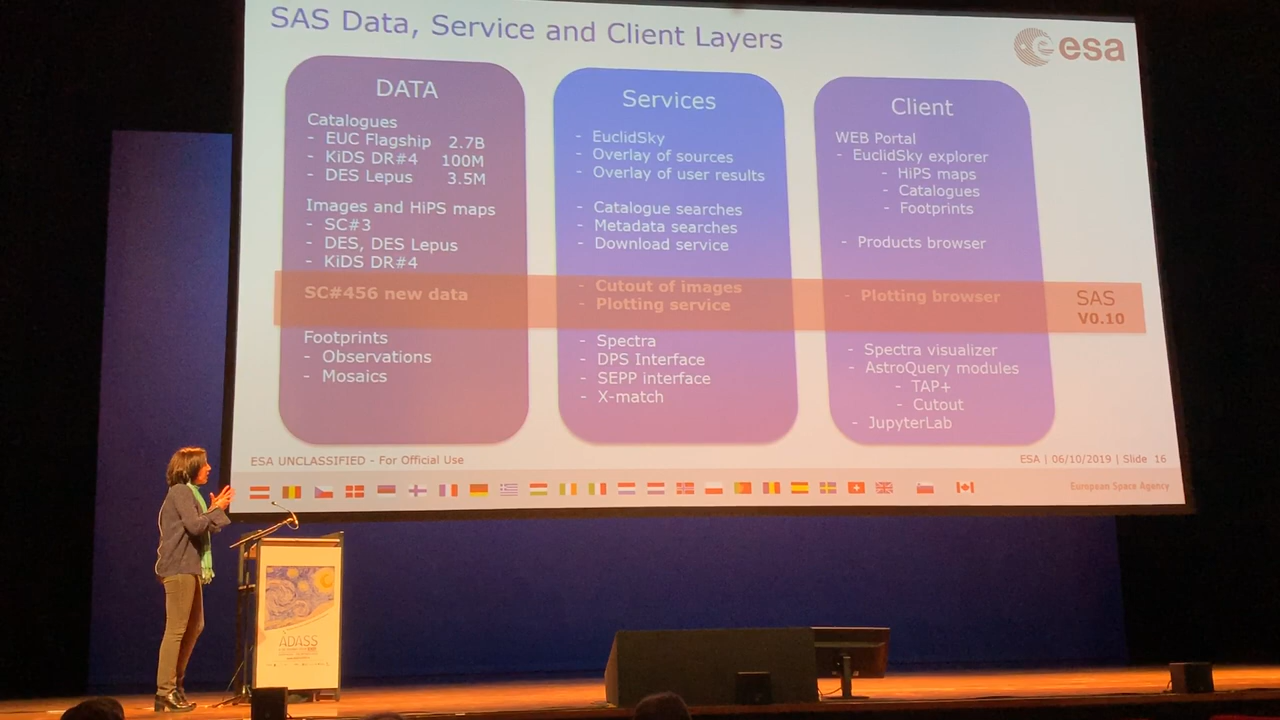 SAS Data, Service and Client Layers
esa
DATA
Catalogues
- EUC Flagship 2.7B
- KiDS DR#4 100M
- DES Lepus 3.5M
Images and HiPS maps
- SC#3
- DES, DES Lepus
- KiDS DR#4
SC#456 new data
Footprints
- Observations
- Mosaics
Services
- EuclidSky
- Overlay of sources
- Overlay of user results
- Catalogue searches
- Metadata searches
- Download service
- Cutout of images
- Plotting service
- Spectra
- DPS Interface
- SEPP interface
- X-match
Client
WEB Portal
- EuclidSky explorer
- HiPS maps
- Catalogues
- Footprints
- Products browser
- Plotting browser
- Spectra visualizer
- AstroQuery modules
- TAP+
- Cutout
- JupyterLab
SAS
V0.10
ESA UNCLASSIFIED - For Official Use
ESA | 06/10/2019 | Slide 16
European Space Agency
ADASS